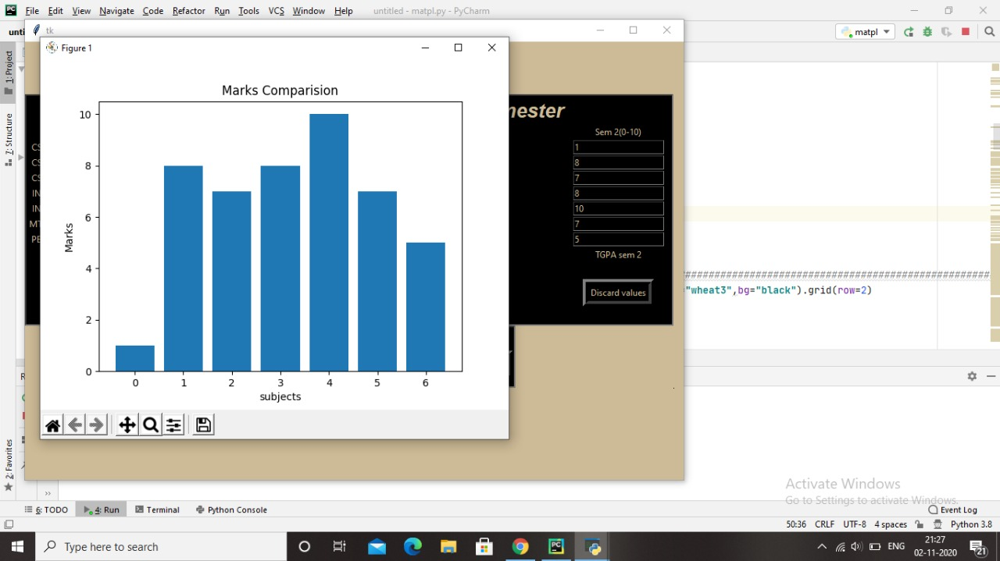 File Edit View Navigate Code Refactor Run Tools VCS Window Help untitled - matpl.py - PyCharm
tk
matpl
Figure 1
1: Project
7: Structure
2: Favorites
Marks Comparision
10
8
6
4
2
0
Marks
0 1 2 3 4 5 6
subjects
Sem 2(0-10)
1
8
7
8
10
7
5
TGPA sem 2
Discard values
CS
CS
CS
IN
IN
MT
PE
="wheat3",bg="black").grid(row=2)
Activate Windows
Go to Settings to activate Windows.
6: TODO 4: Run Terminal Python Console Event Log
50:36 CRLF UTF-8 4 spaces Python 3.8
Type here to search
ENG
21:27
02-11-2020
21